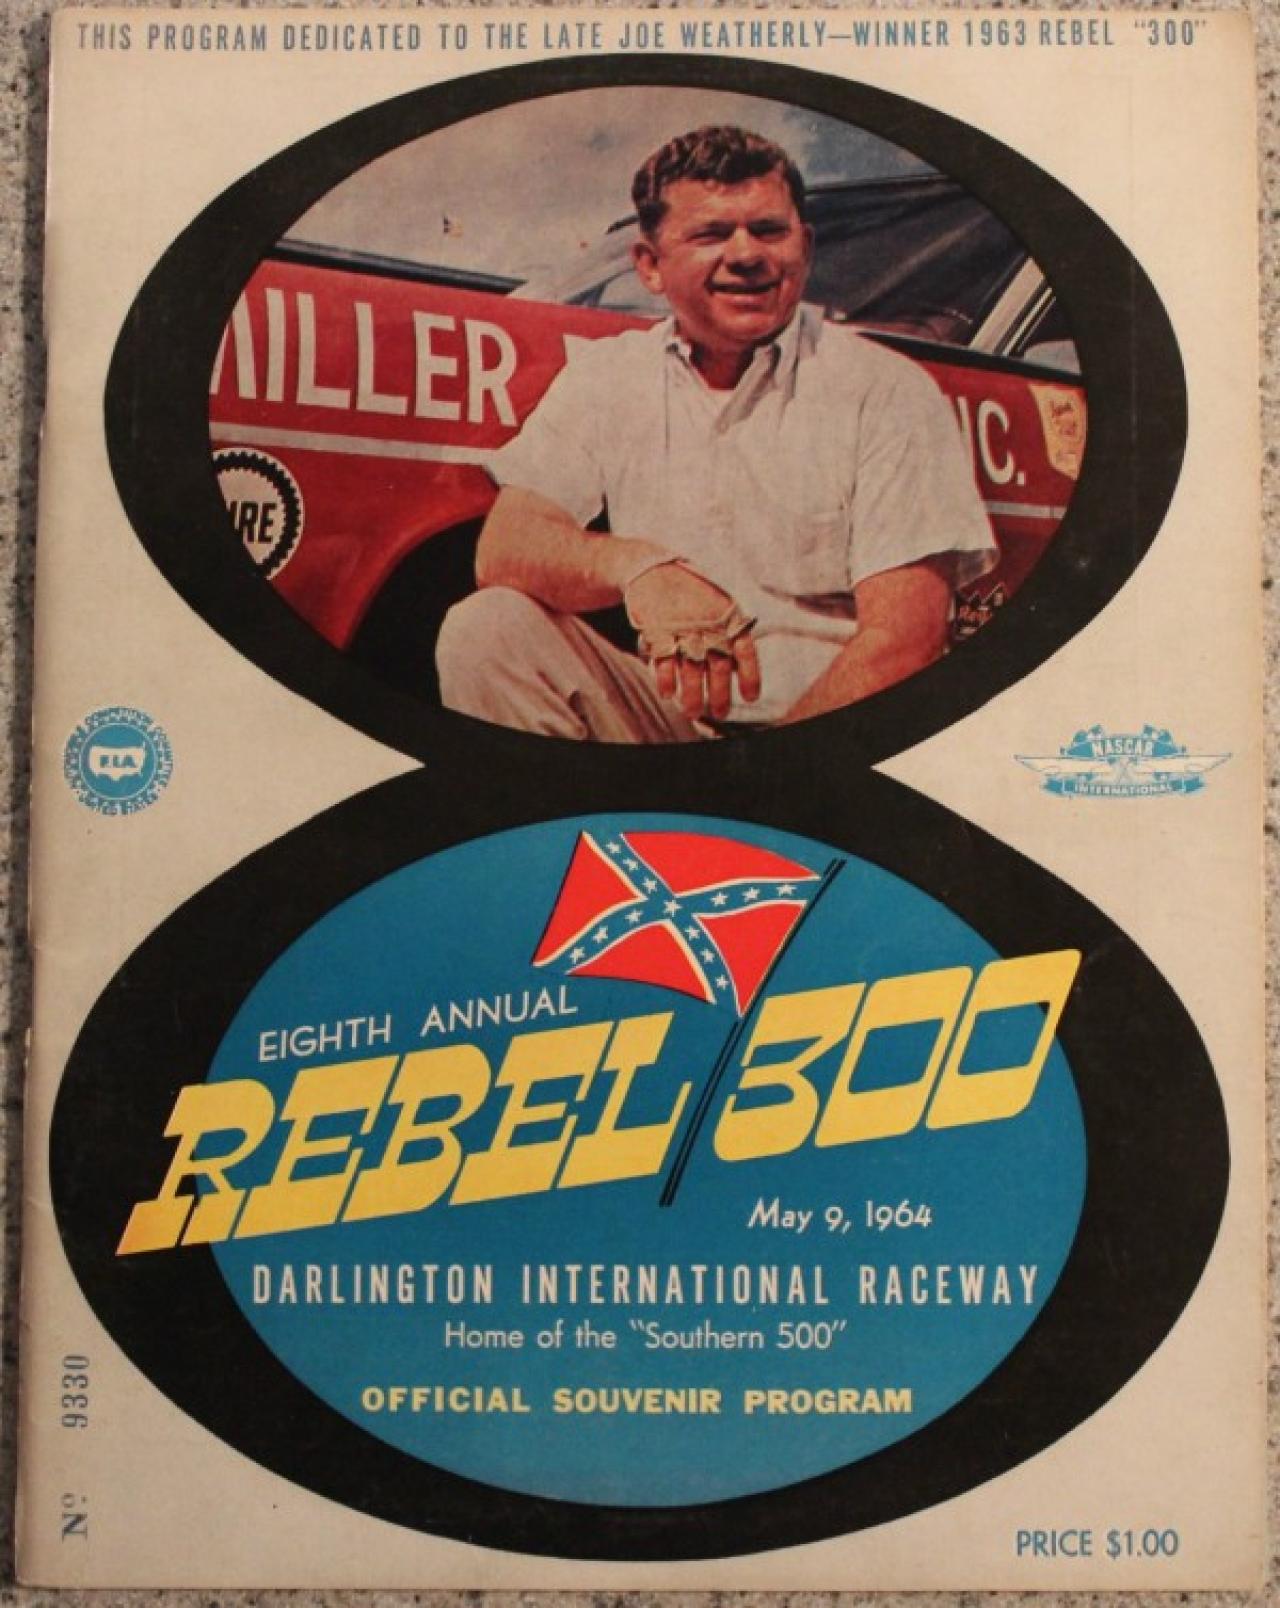 THIS PROGRAM DEDICATED TO THE LATE JOE WEATHERLY—WINNER 1963 REBEL "300"
MILLER
INC.
IRE
F.I.A.
NASCAR
INTERNATIONAL
EIGHTH ANNUAL
REBEL 300
May 9, 1964
DARLINGTON INTERNATIONAL RACEWAY
Home of the "Southern 500"
OFFICIAL SOUVENIR PROGRAM
Nº 9330
PRICE $1.00